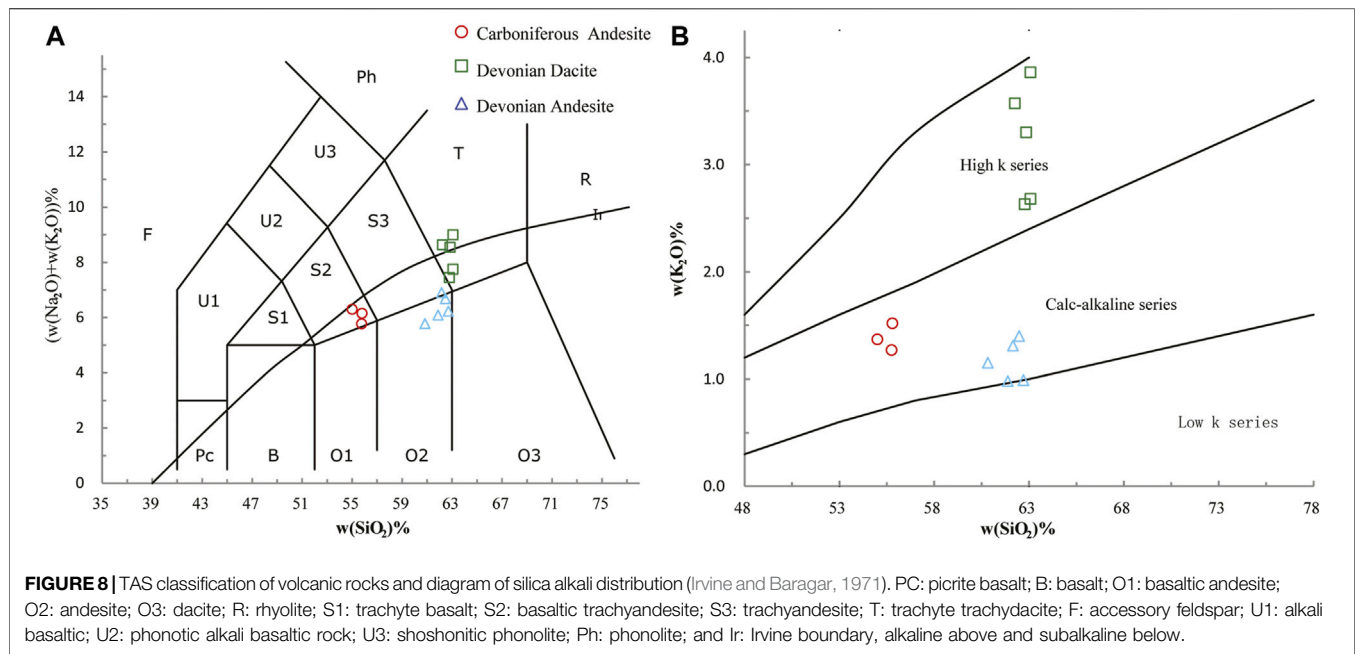 A
B
Carboniferous Andesite
Devonian Dacite
Devonian Andesite
(w(Na₂O)+w(K₂O))%
14
12
10
8
6
4
2
0
35 39 43 47 51 55 59 63 67 71 75
w(SiO₂)%
Ph
U3
T
R
Ir
U2
S3
F
S2
U1
S1
Pc
B
O1
O2
O3
w(K₂O)%
4.0
3.0
2.0
1.0
0.0
48 53 58 63 68 73 78
w(SiO₂)%
High k series
Calc-alkaline series
Low k series
FIGURE 8 | TAS classification of volcanic rocks and diagram of silica alkali distribution (Irvine and Baragar, 1971). PC: picrite basalt; B: basalt; O1: basaltic andesite;
O2: andesite; O3: dacite; R: rhyolite; S1: trachyte basalt; S2: basaltic trachyandesite; S3: trachyandesite; T: trachyte trachydacite; F: accessory feldspar; U1: alkali
basaltic; U2: phonotic alkali basaltic rock; U3: shoshonitic phonolite; Ph: phonolite; and Ir: Irvine boundary, alkaline above and subalkaline below.